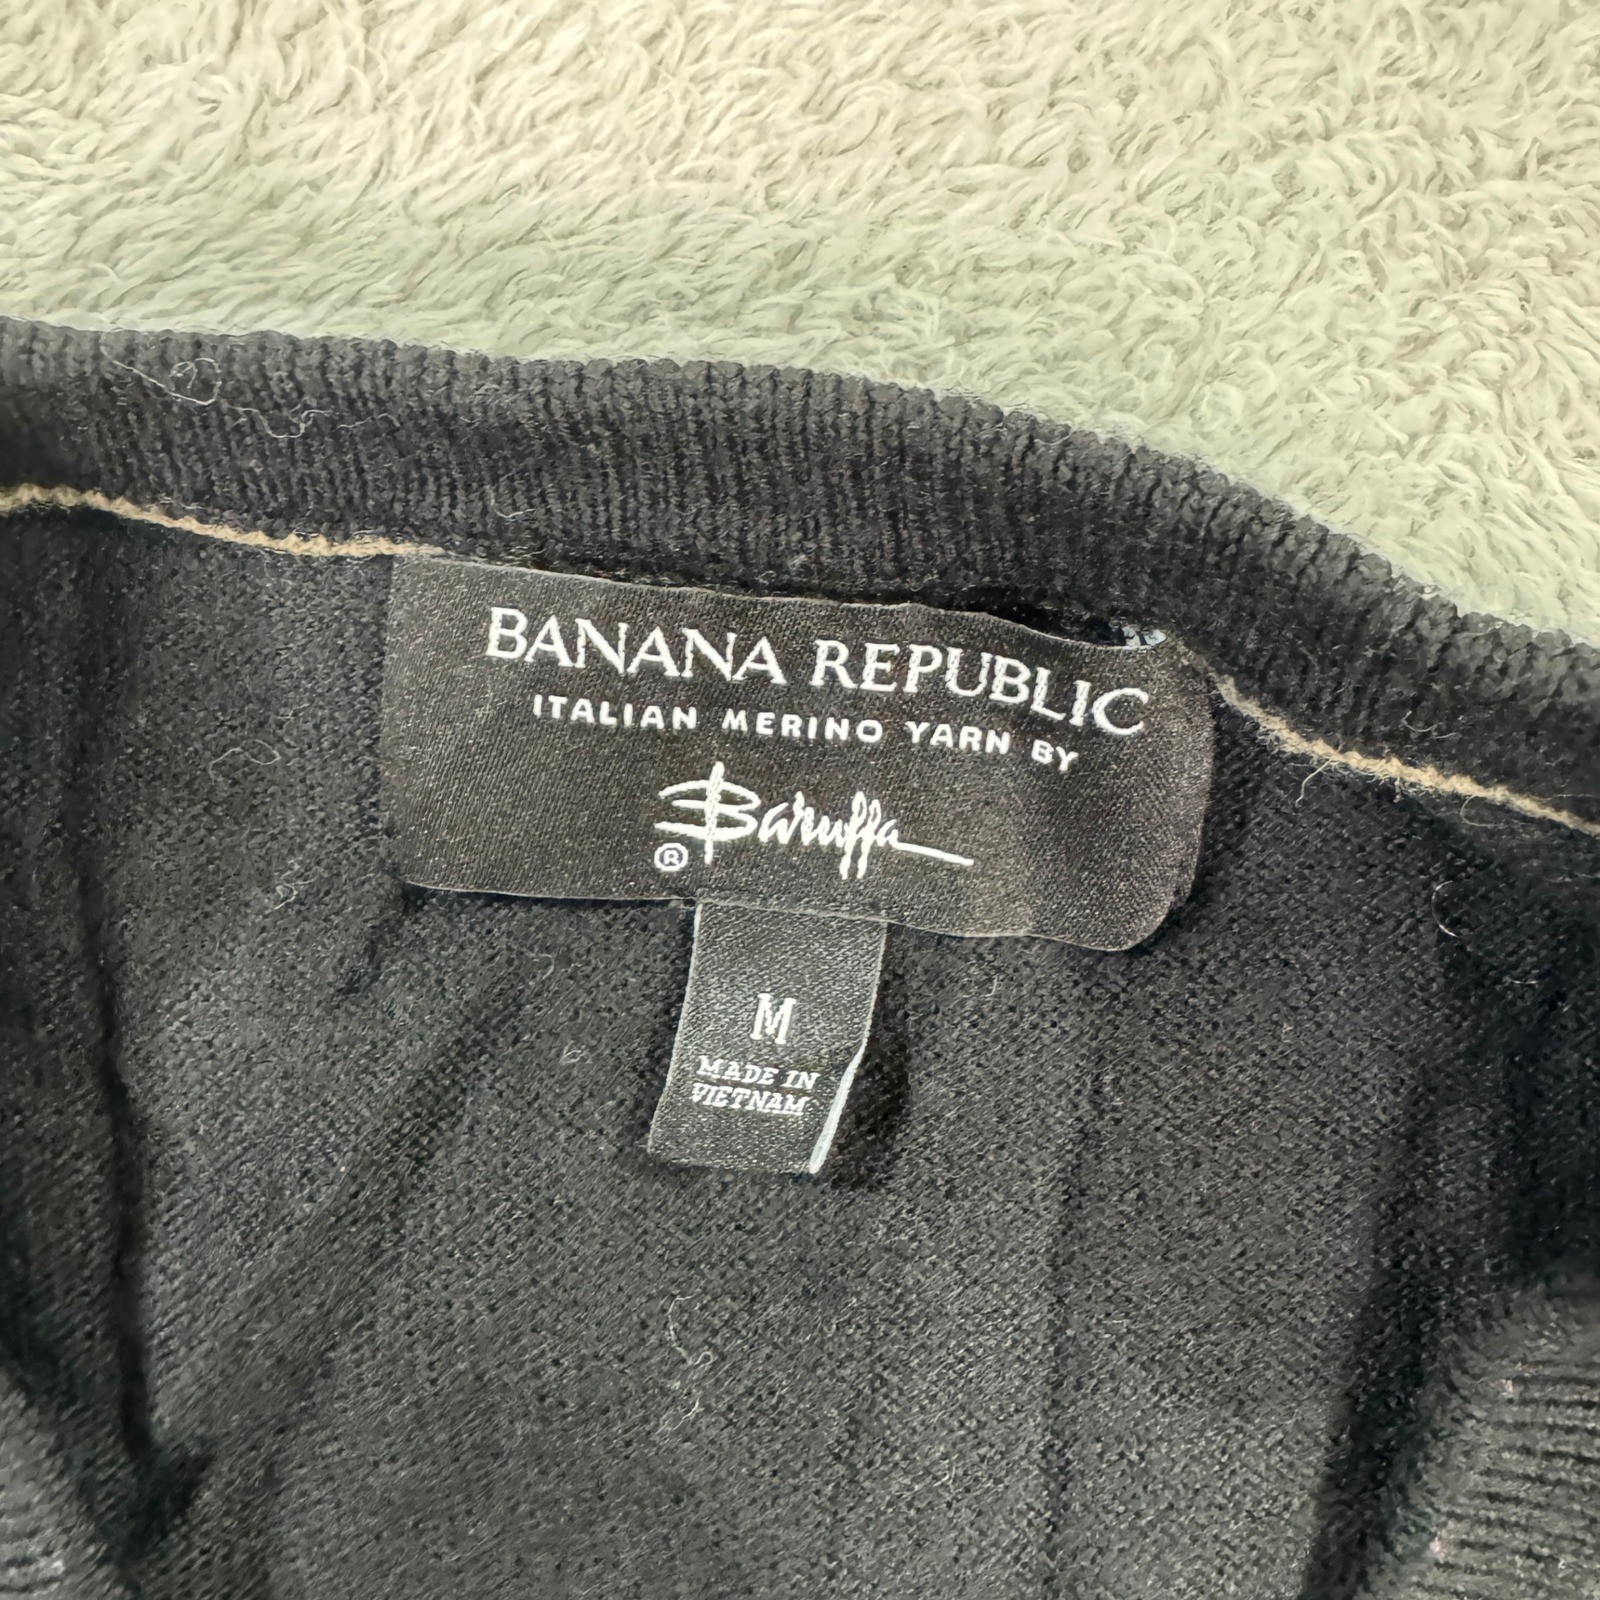 BANANA REPUBLIC
ITALIAN MERINO YARN BY
Baruffa
®
M
MADE IN
VIETNAM